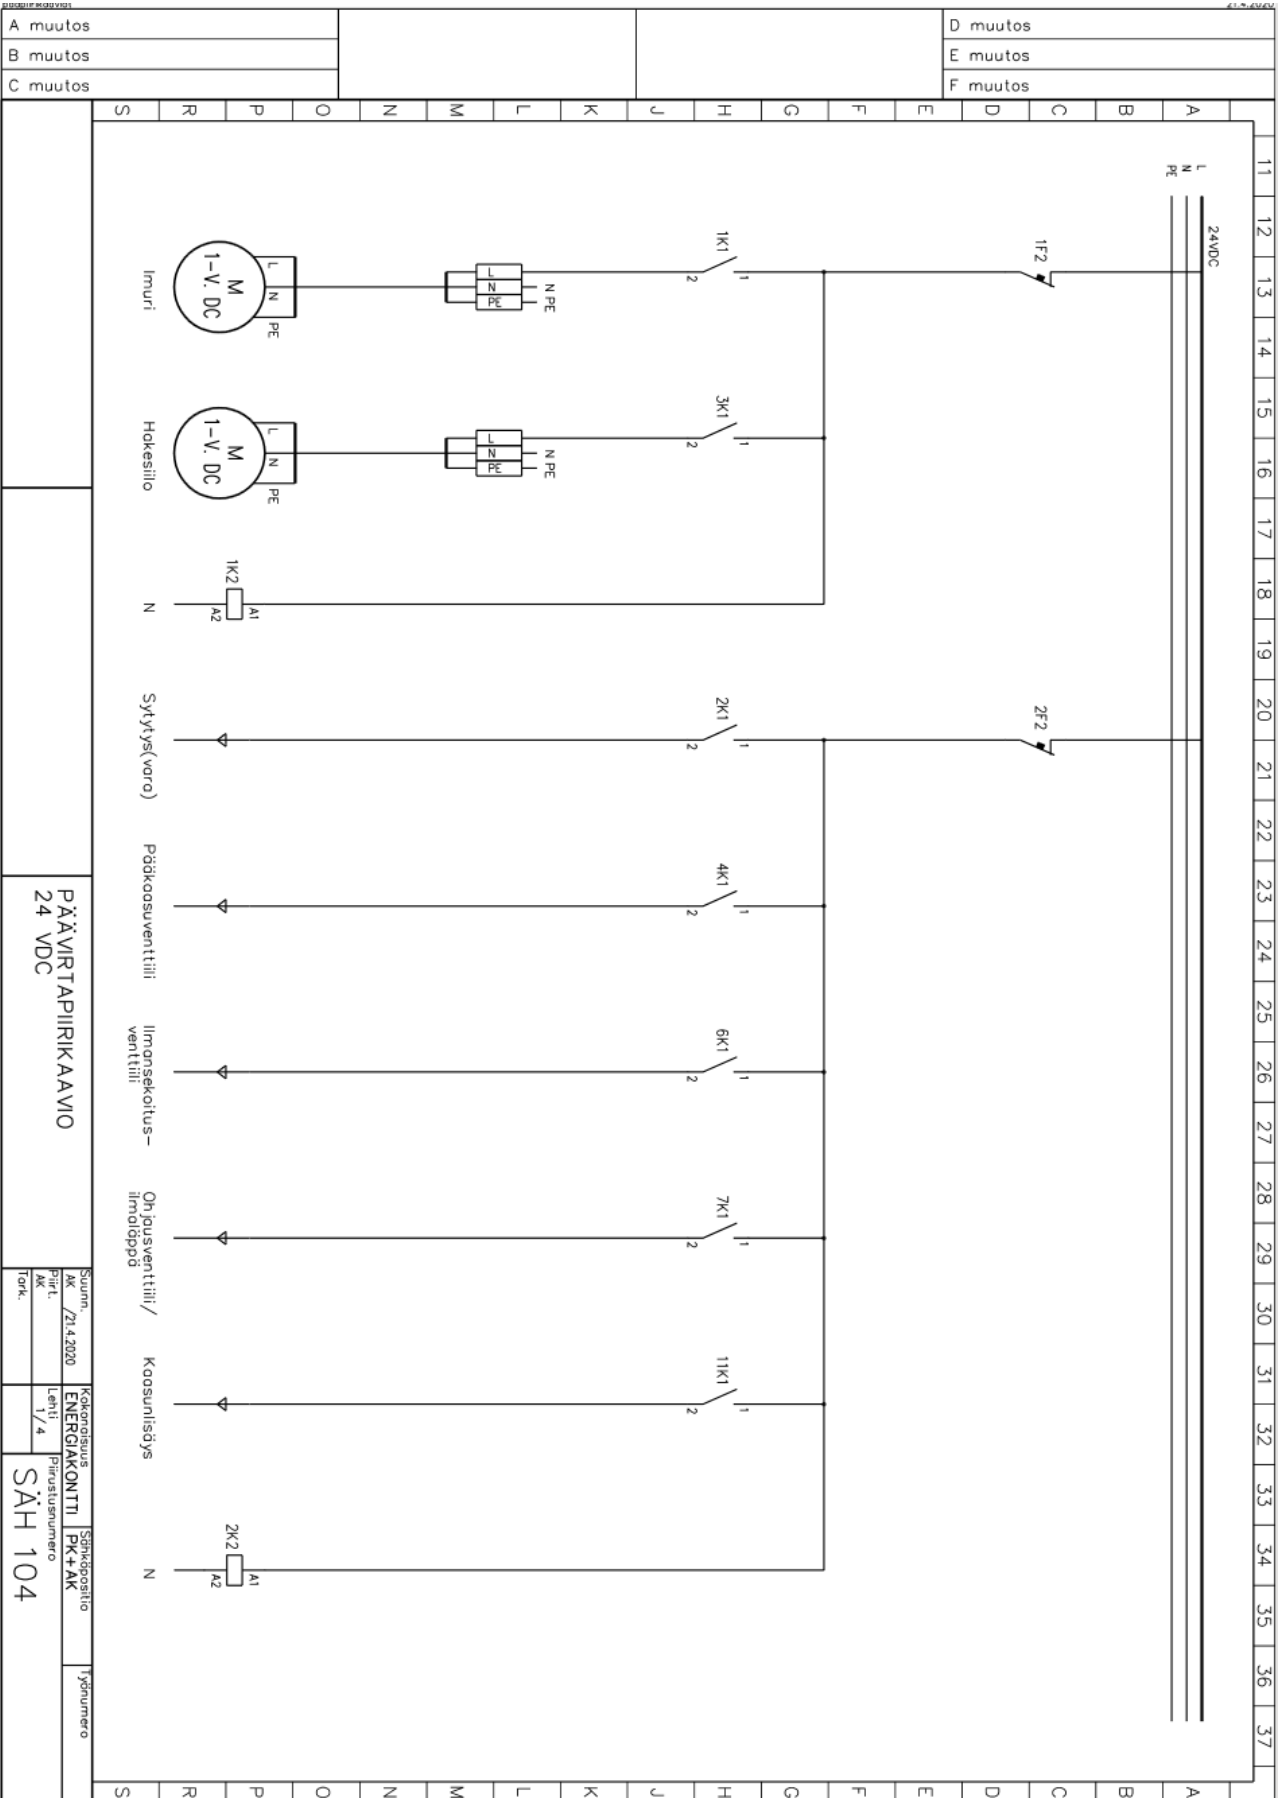 21.4.2020
A muutos
B muutos
C muutos
D muutos
E muutos
F muutos
S R P O N M L K J H G F E D C B A
11 12 13 14 15 16 17 18 19 20 21 22 23 24 25 26 27 28 29 30 31 32 33 34 35 36 37
L
N
PE
24VDC
1F2
2F2
1K1
1
2
3K1
1
2
2K1
1
2
4K1
1
2
6K1
1
2
7K1
1
2
11K1
1
2
L
N
PE
N PE
L
N
PE
N PE
L
N
PE
M
1-V. DC
L
N
PE
M
1-V. DC
1K2
A1
A2
2K2
A1
A2
Imuri
Hakesiilo
N
Sytytys(vara)
Pääkaasuventtiili
Ilmansekoitus-
venttiili
Ohjausventtiili/
ilmaläppä
Kaasunlisäys
N
PÄÄVIRTAPIIRIKAAVIO
24 VDC
Suunn.
AK /21.4.2020
Piirt.
AK
Tark.
Kokonaisuus
ENERGIAKONTTI
Lehti
1/4
Sähköpositio
PK+AK
Piirustusnumero
SÄH 104
Työnumero
S R P O N M L K J H G F E D C B A